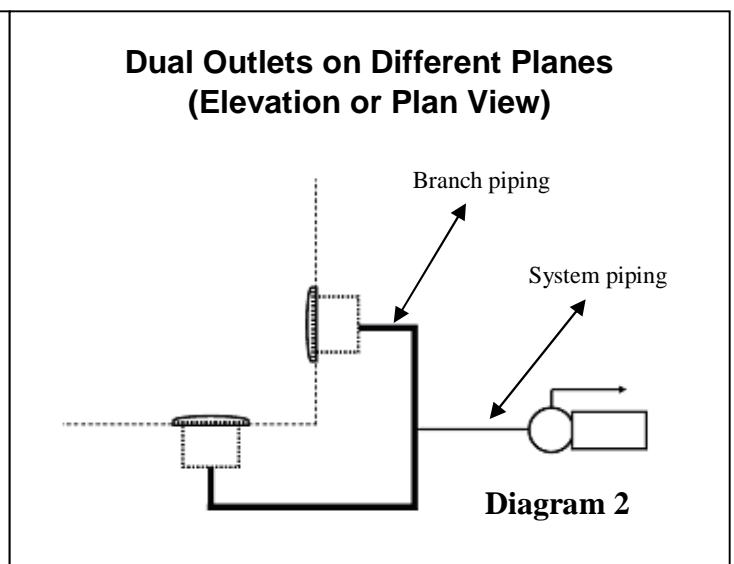 Dual Outlets on Different Planes
(Elevation or Plan View)
Branch piping
System piping
Diagram 2